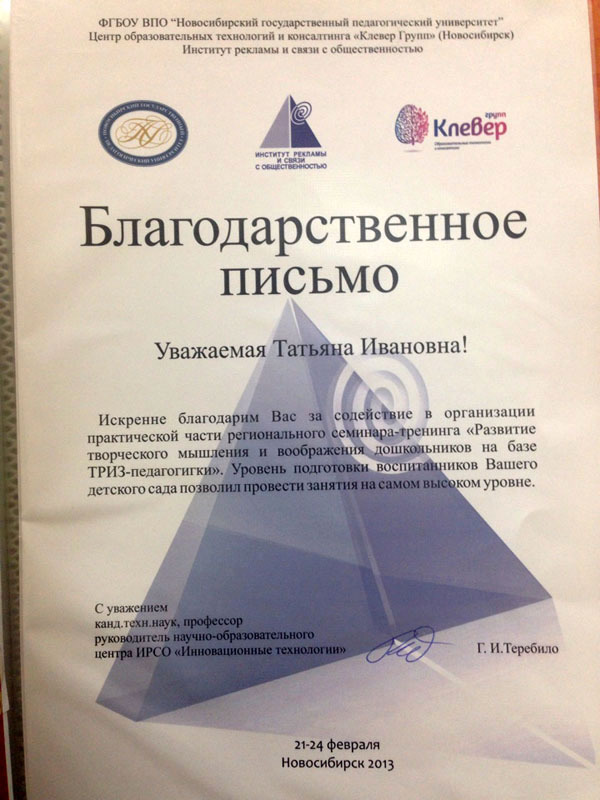 ФГБОУ ВПО "Новосибирский государственный педагогический университет"
Центр образовательных технологий и консалтинга «Клевер Групп» (Новосибирск)
Институт рекламы и связи с общественностью
ИНСТИТУТ РЕКЛАМЫ
И СВЯЗИ
С ОБЩЕСТВЕННОСТЬЮ
групп
Клевер
Образовательные технологии
и консалтинг
Благодарственное
письмо
Уважаемая Татьяна Ивановна!
Искренне благодарим Вас за содействие в организации
практической части регионального семинара-тренинга «Развитие
творческого мышления и воображения дошкольников на базе
ТРИЗ-педагогигки». Уровень подготовки воспитанников Вашего
детского сада позволил провести занятия на самом высоком уровне.
С уважением
канд.техн.наук, профессор
руководитель научно-образовательного
центра ИРСО «Инновационные технологии»
Г. И.Теребило
21-24 февраля
Новосибирск 2013